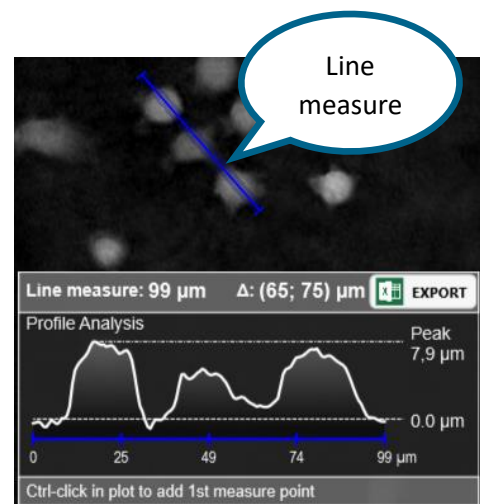 Line
measure
Line measure: 99 µm Δ: (65; 75) µm X EXPORT
Profile Analysis
Peak
7,9 µm
0.0 µm
0 25 49 74 99 µm
Ctrl-click in plot to add 1st measure point